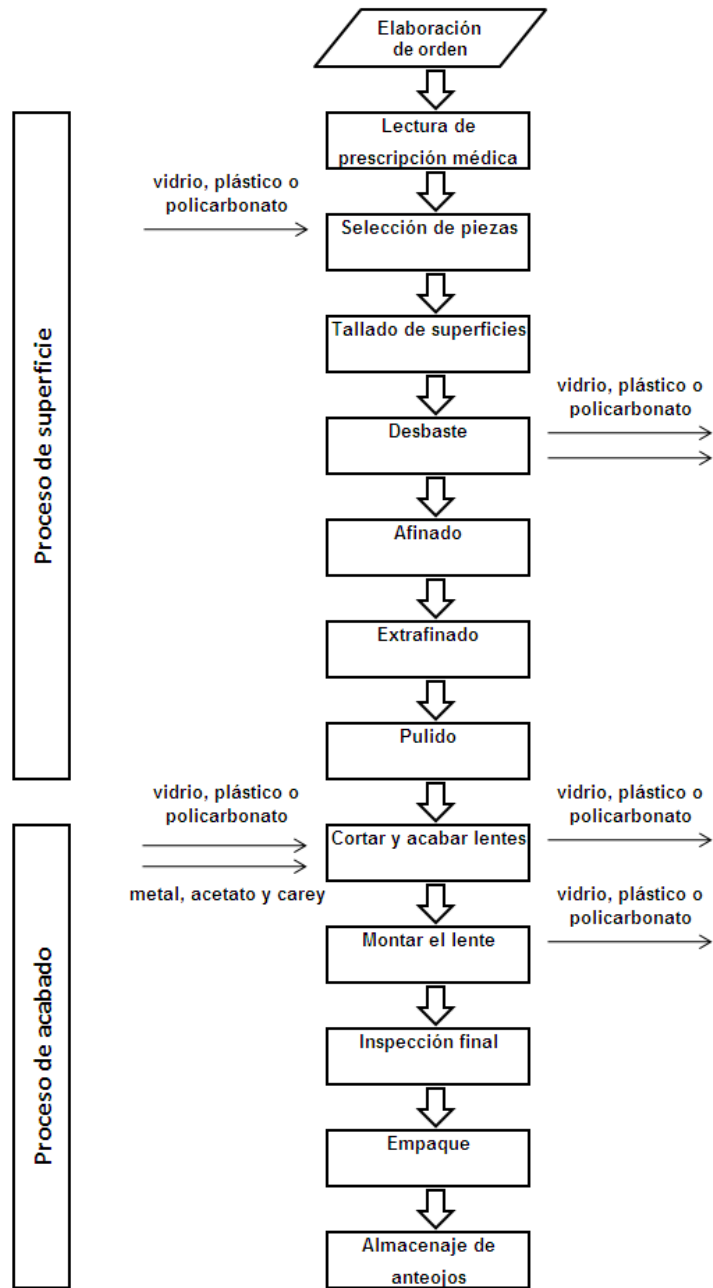 Elaboración
de orden
Lectura de
prescripción médica
vidrio, plástico o
policarbonato
Selección de piezas
Tallado de superficies
vidrio, plástico o
policarbonato
Desbaste
Afinado
Extrafinado
Pulido
Proceso de superficie
vidrio, plástico o
policarbonato
metal, acetato y carey
Cortar y acabar lentes
vidrio, plástico o
policarbonato
Montar el lente
vidrio, plástico o
policarbonato
Inspección final
Empaque
Almacenaje de
anteojos
Proceso de acabado